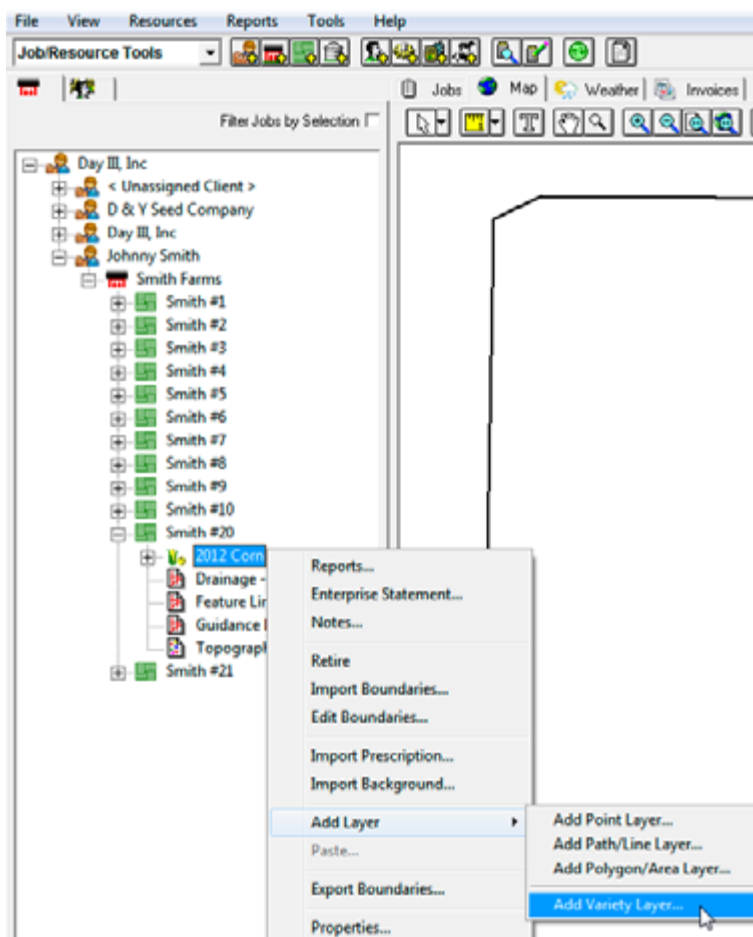 File View Resources Reports Tools Help
Job/Resource Tools
Jobs Map Weather Invoices
Filter Jobs by Selection
Day III, Inc
< Unassigned Client >
D & Y Seed Company
Day III, Inc
Johnny Smith
Smith Farms
Smith #1
Smith #2
Smith #3
Smith #4
Smith #5
Smith #6
Smith #7
Smith #8
Smith #9
Smith #10
Smith #20
2012 Corn
Drainage -
Feature Lin
Guidance
Topograph
Smith #21
Reports...
Enterprise Statement...
Notes...
Retire
Import Boundaries...
Edit Boundaries...
Import Prescription...
Import Background...
Add Layer
Paste...
Export Boundaries...
Properties...
Add Point Layer...
Add Path/Line Layer...
Add Polygon/Area Layer...
Add Variety Layer...